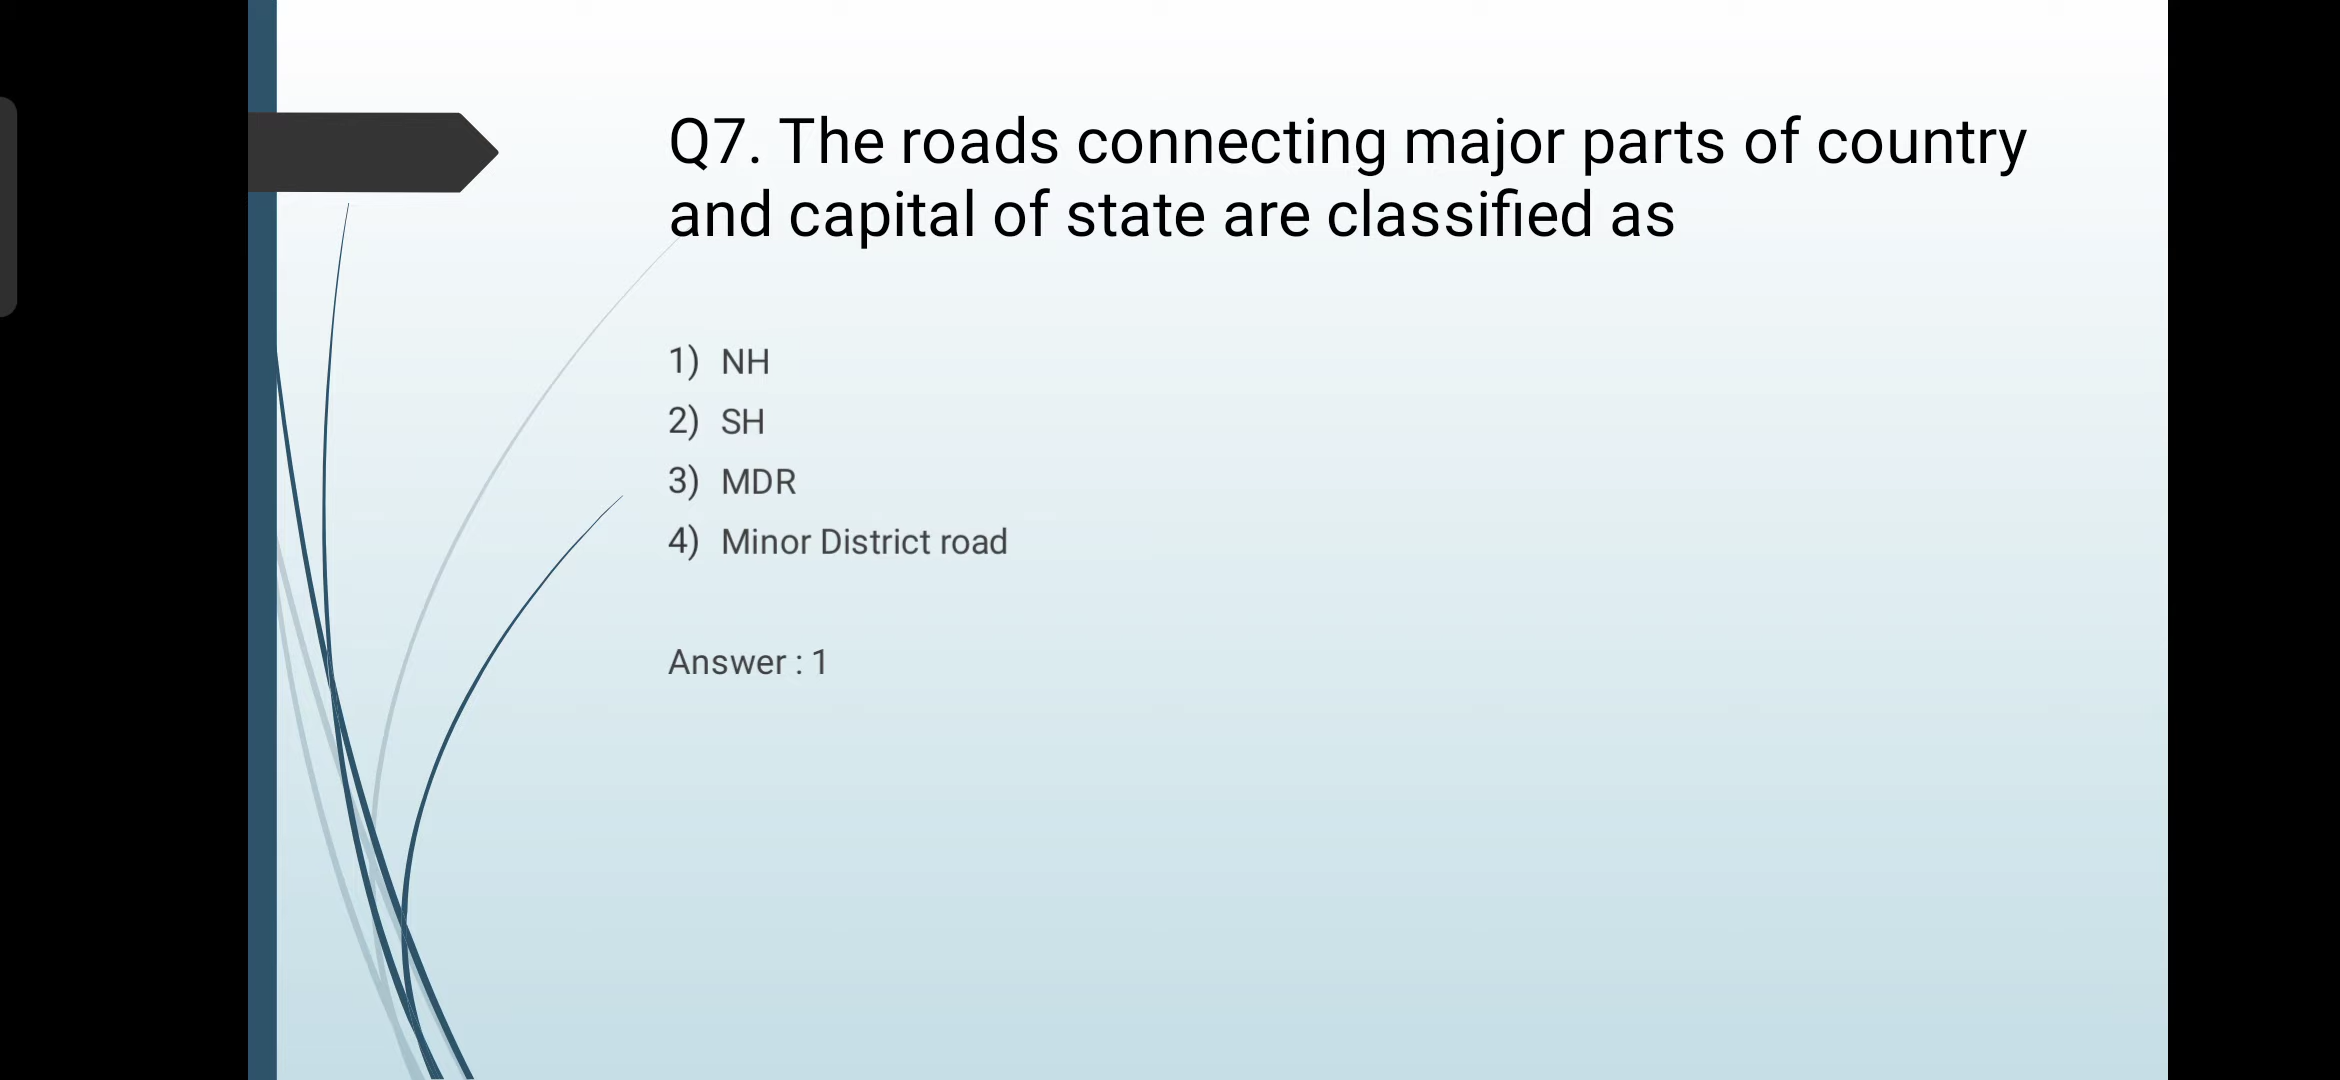 Q7. The roads connecting major parts of country
and capital of state are classified as
1) NH
2) SH
3) MDR
4) Minor District road
Answer : 1